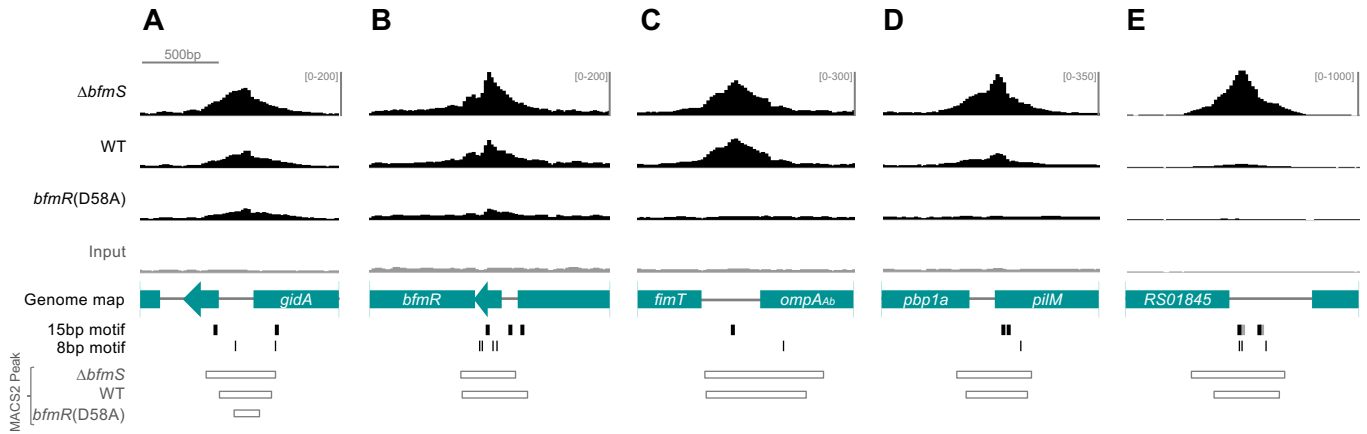 A B C D E
500bp
[0-200] [0-200] [0-300] [0-350] [0-1000]
ΔbfmS
WT
bfmR(D58A)
Input
Genome map gidA bfmR fimT ompAAb pbp1a pilM RS01845
15bp motif
8bp motif
MACS2 Peak
ΔbfmS
WT
bfmR(D58A)